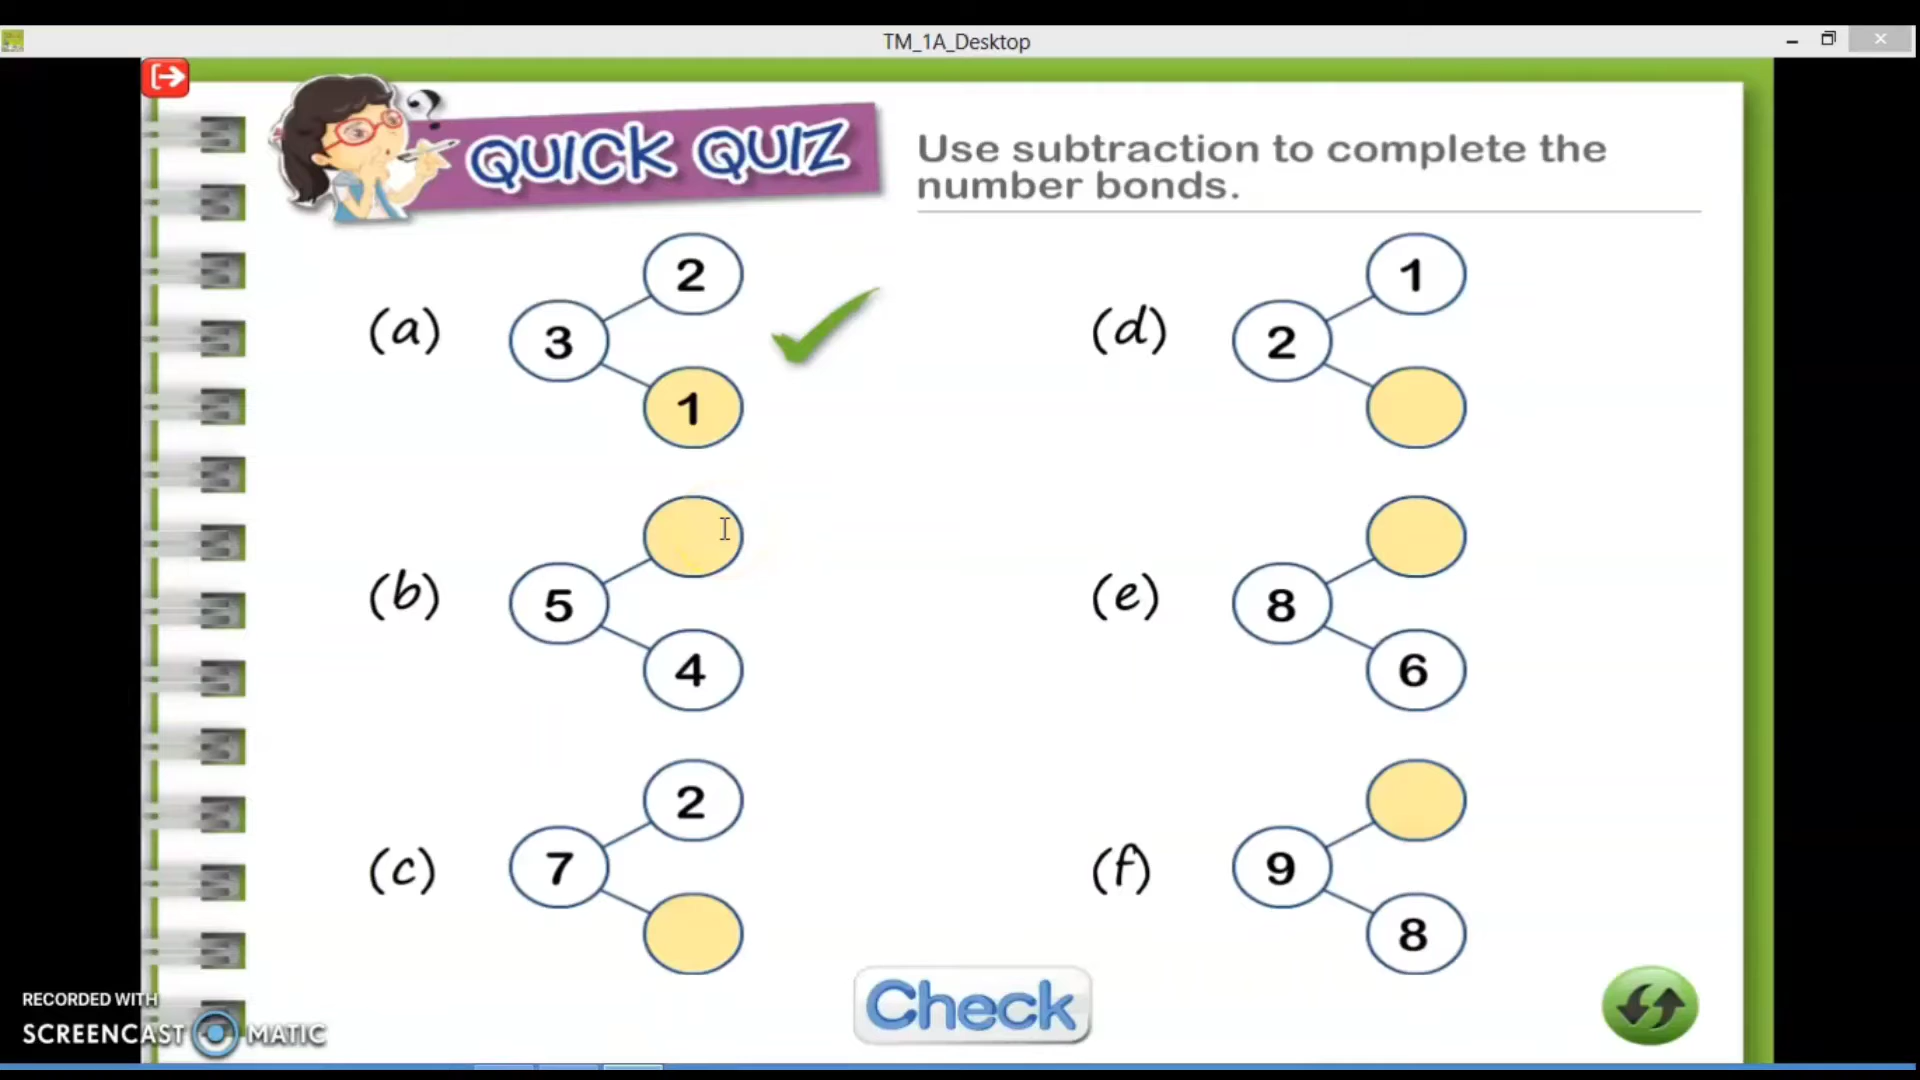 TM_1A_Desktop
QUICK QUIZ
Use subtraction to complete the
number bonds.
(a)
3
2
1
(b)
5
4
(c)
7
2
(d)
2
1
(e)
8
6
(f)
9
8
Check
RECORDED WITH
SCREENCAST MATIC